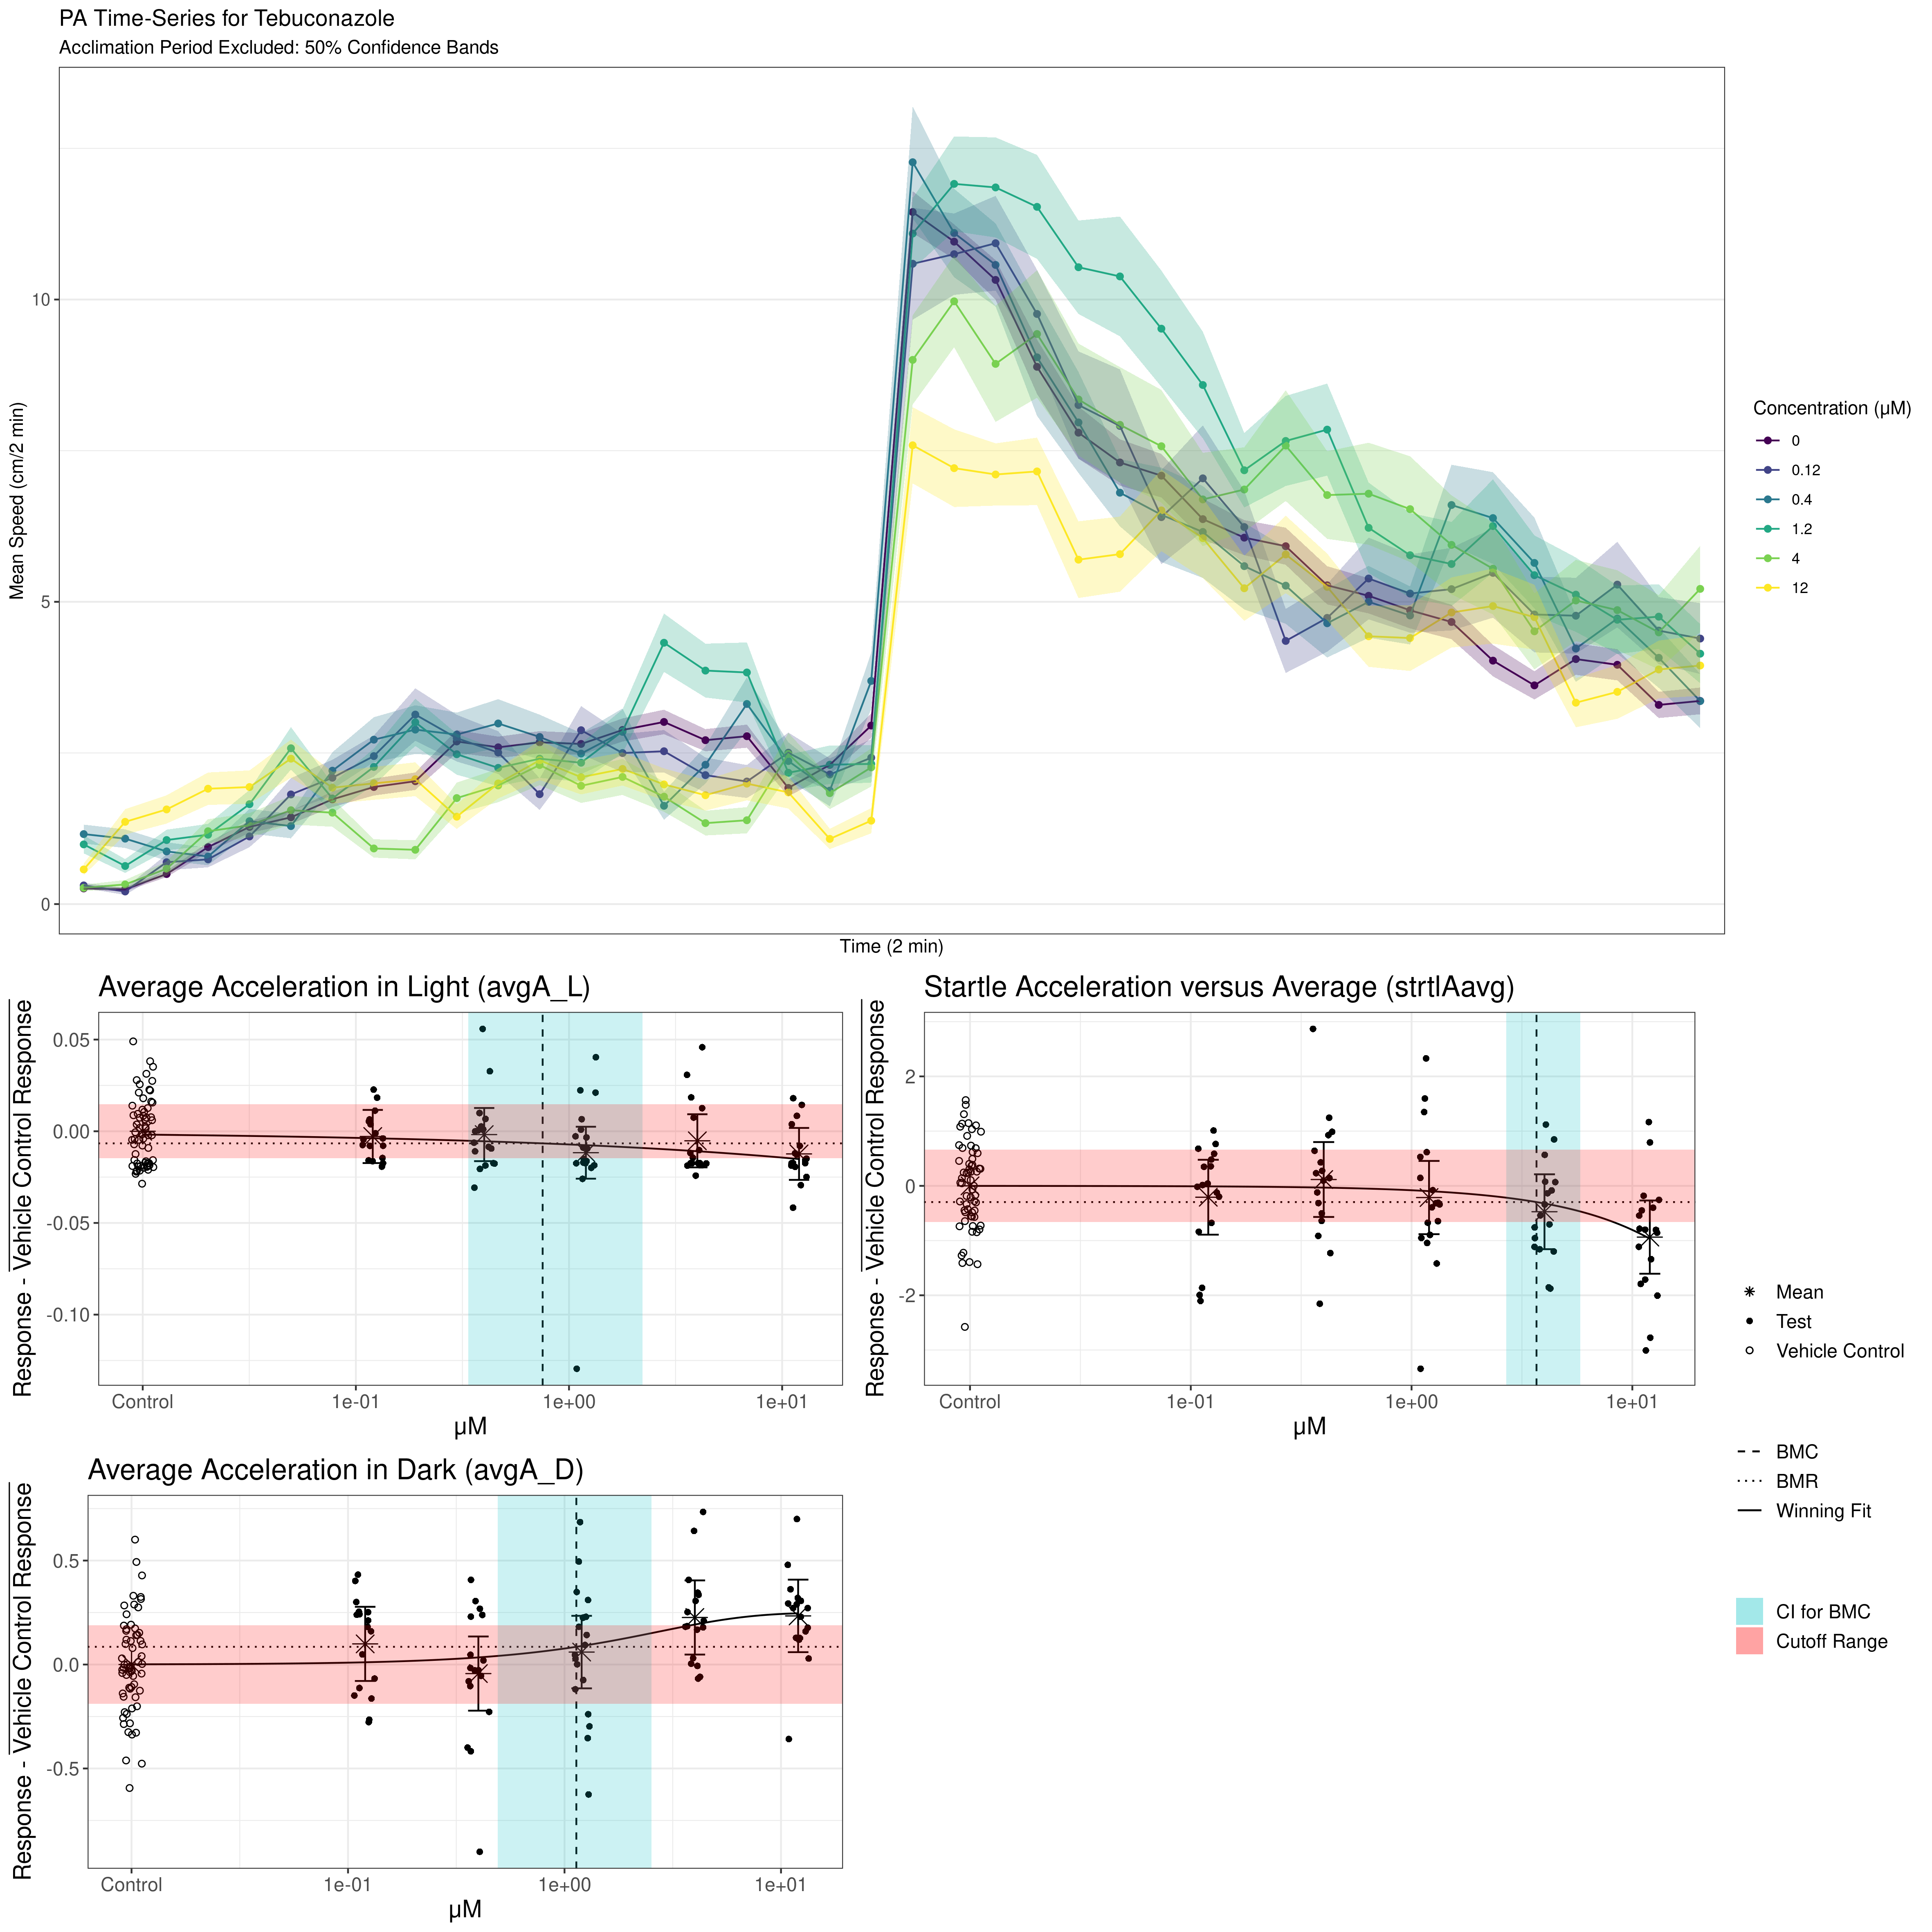 PA Time-Series for Tebuconazole
Acclimation Period Excluded: 50% Confidence Bands
Mean Speed (cm/2 min)
10
5
0
Time (2 min)
Concentration (µM)
0
0.12
0.4
1.2
4
12
Average Acceleration in Light (avgA_L)
Response - Vehicle Control Response
0.05
0.00
-0.05
-0.10
Control
1e-01
1e+00
1e+01
µM
Startle Acceleration versus Average (strtlAavg)
Response - Vehicle Control Response
2
0
-2
Control
1e-01
1e+00
1e+01
µM
Average Acceleration in Dark (avgA_D)
Response - Vehicle Control Response
0.5
0.0
-0.5
Control
1e-01
1e+00
1e+01
µM
Mean
Test
Vehicle Control
BMC
BMR
Winning Fit
CI for BMC
Cutoff Range